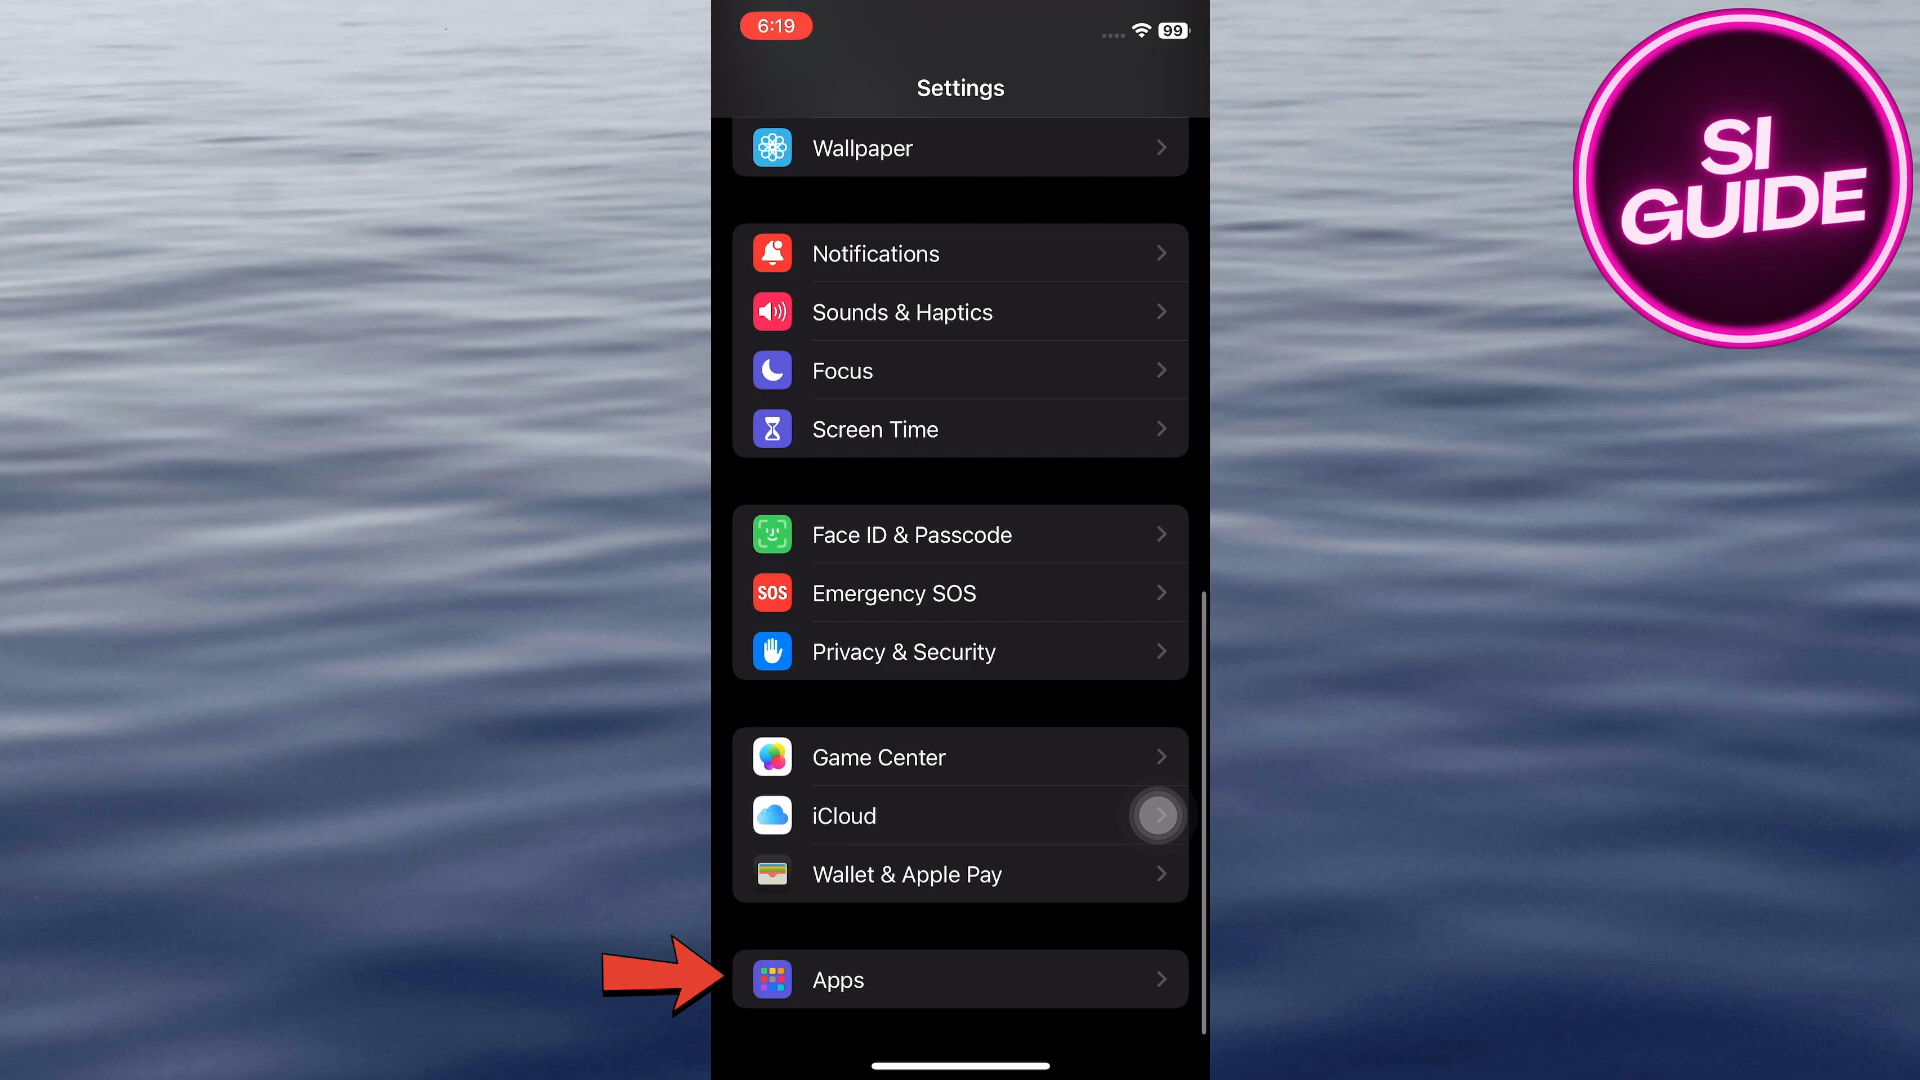 6:19
99
Settings
Wallpaper
Notifications
Sounds & Haptics
Focus
Screen Time
Face ID & Passcode
SOS
Emergency SOS
Privacy & Security
Game Center
iCloud
Wallet & Apple Pay
Apps
SI
GUIDE